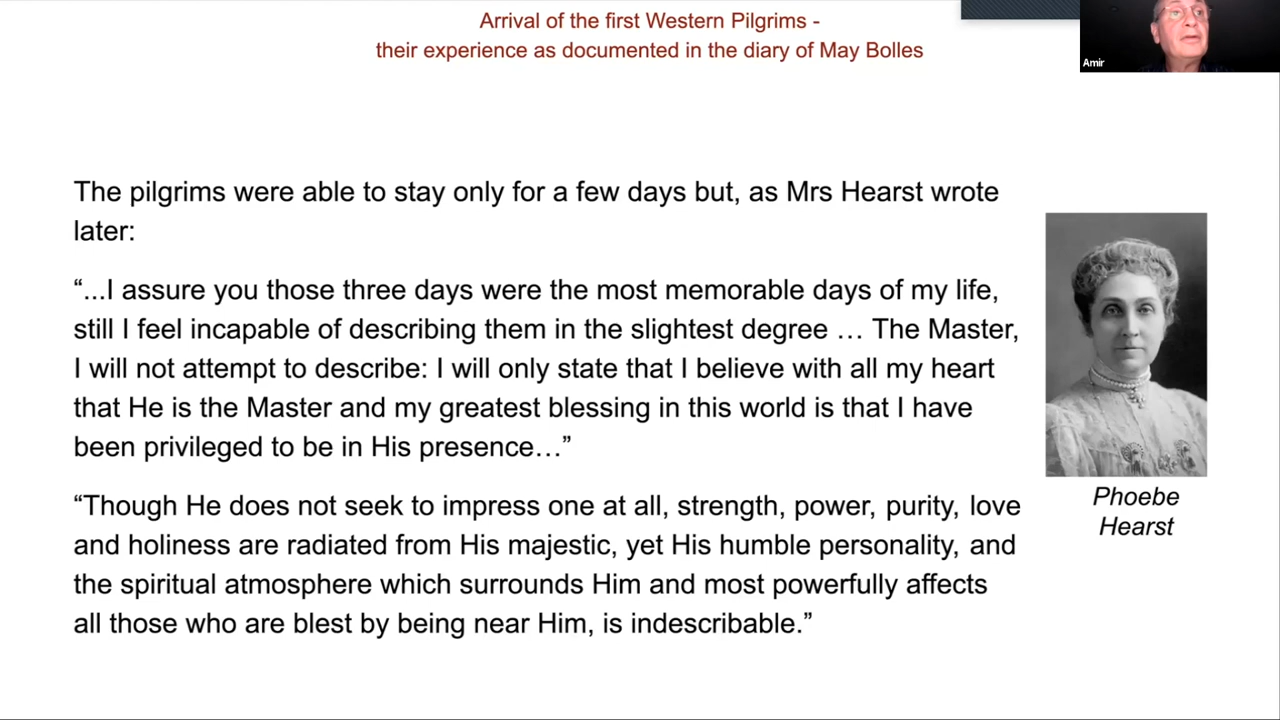 Arrival of the first Western Pilgrims -
their experience as documented in the diary of May Bolles
Amir
The pilgrims were able to stay only for a few days but, as Mrs Hearst wrote
later:
“...I assure you those three days were the most memorable days of my life,
still I feel incapable of describing them in the slightest degree … The Master,
I will not attempt to describe: I will only state that I believe with all my heart
that He is the Master and my greatest blessing in this world is that I have
been privileged to be in His presence…”
“Though He does not seek to impress one at all, strength, power, purity, love
and holiness are radiated from His majestic, yet His humble personality, and
the spiritual atmosphere which surrounds Him and most powerfully affects
all those who are blest by being near Him, is indescribable.”
Phoebe
Hearst